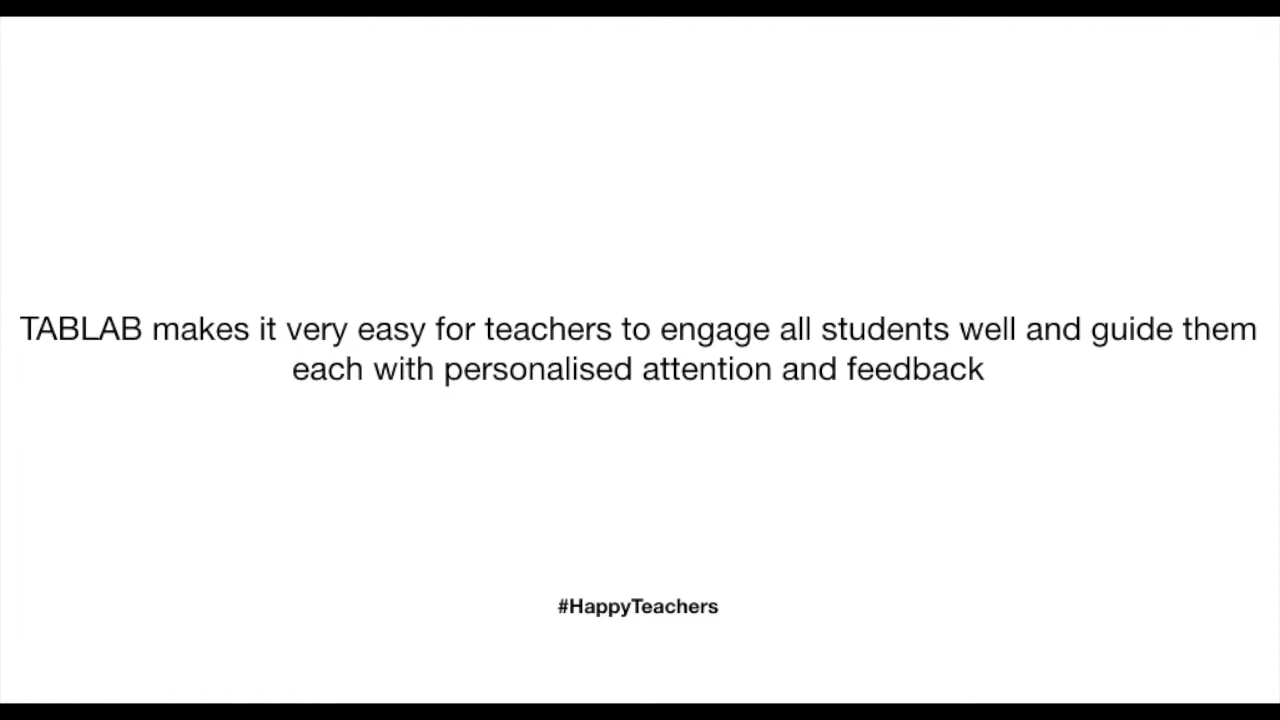 TABLAB makes it very easy for teachers to engage all students well and guide them
each with personalised attention and feedback
#HappyTeachers